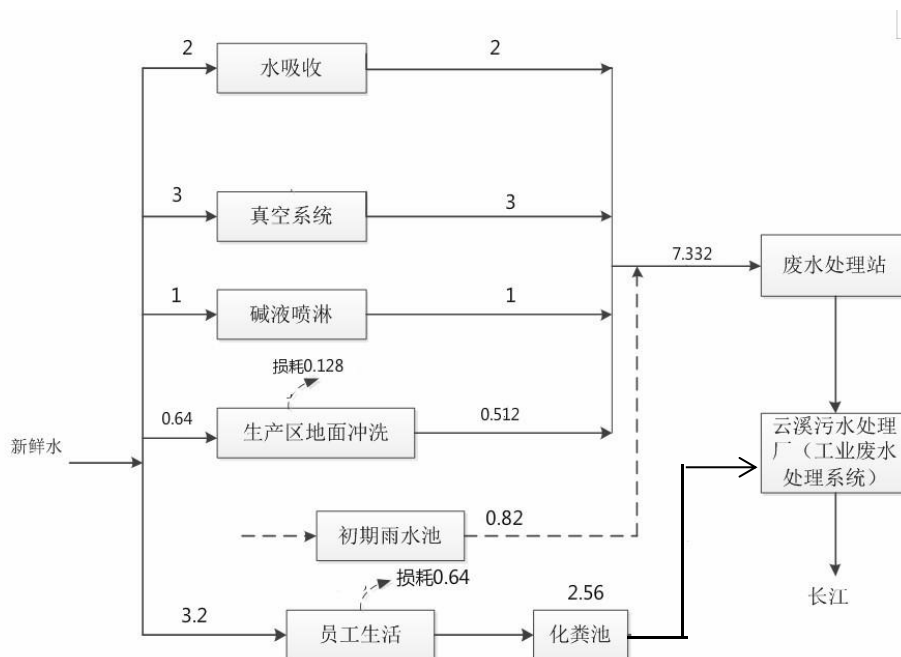 2
水吸收
2
3
真空系统
3
7.332
废水处理站
1
碱液喷淋
1
损耗0.128
0.64
生产区地面冲洗
0.512
云溪污水处理
厂（工业废水
处理系统）
新鲜水
初期雨水池
0.82
损耗0.64
3.2
员工生活
2.56
化粪池
长江